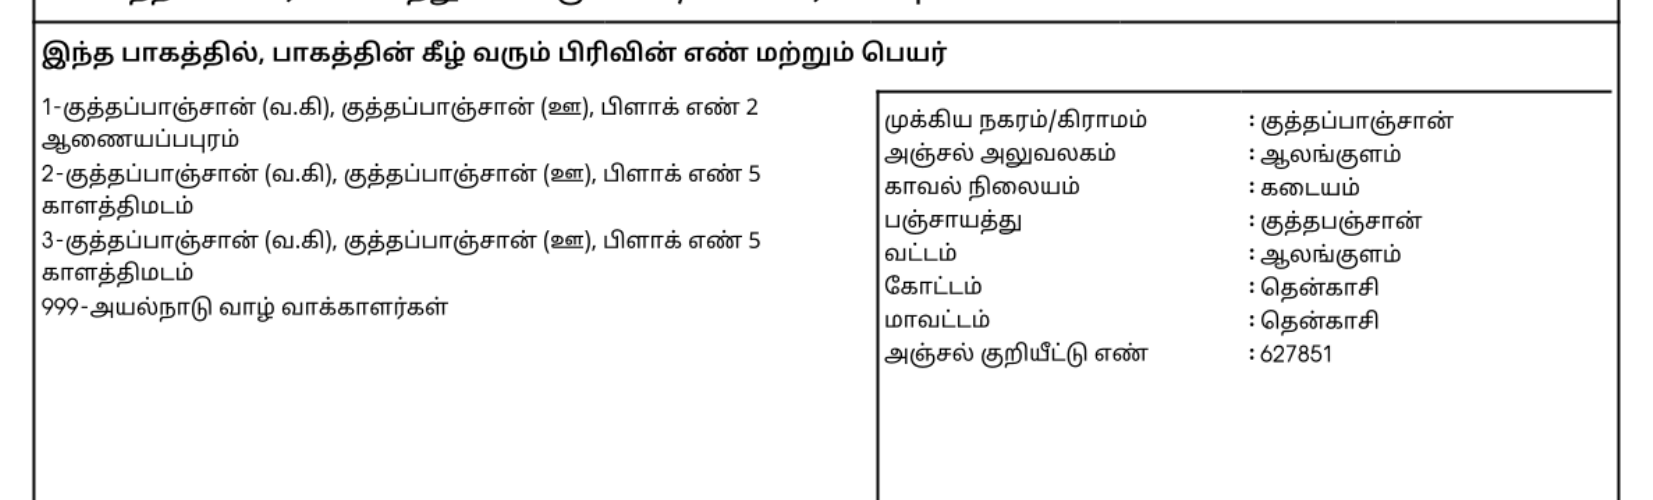 இந்த பாகத்தில், பாகத்தின் கீழ் வரும் பிரிவின் எண் மற்றும் பெயர்
1-குத்தப்பாஞ்சான் (வ.கி), குத்தப்பாஞ்சான் (ஊ), பிளாக் எண் 2
ஆணையப்பபுரம்
2-குத்தப்பாஞ்சான் (வ.கி), குத்தப்பாஞ்சான் (ஊ), பிளாக் எண் 5
காளத்திமடம்
3-குத்தப்பாஞ்சான் (வ.கி), குத்தப்பாஞ்சான் (ஊ), பிளாக் எண் 5
காளத்திமடம்
999-அயல்நாடு வாழ் வாக்காளர்கள்
முக்கிய நகரம்/கிராமம் : குத்தப்பாஞ்சான்
அஞ்சல் அலுவலகம் : ஆலங்குளம்
காவல் நிலையம் : கடையம்
பஞ்சாயத்து : குத்தபஞ்சான்
வட்டம் : ஆலங்குளம்
கோட்டம் : தென்காசி
மாவட்டம் : தென்காசி
அஞ்சல் குறியீட்டு எண் : 627851